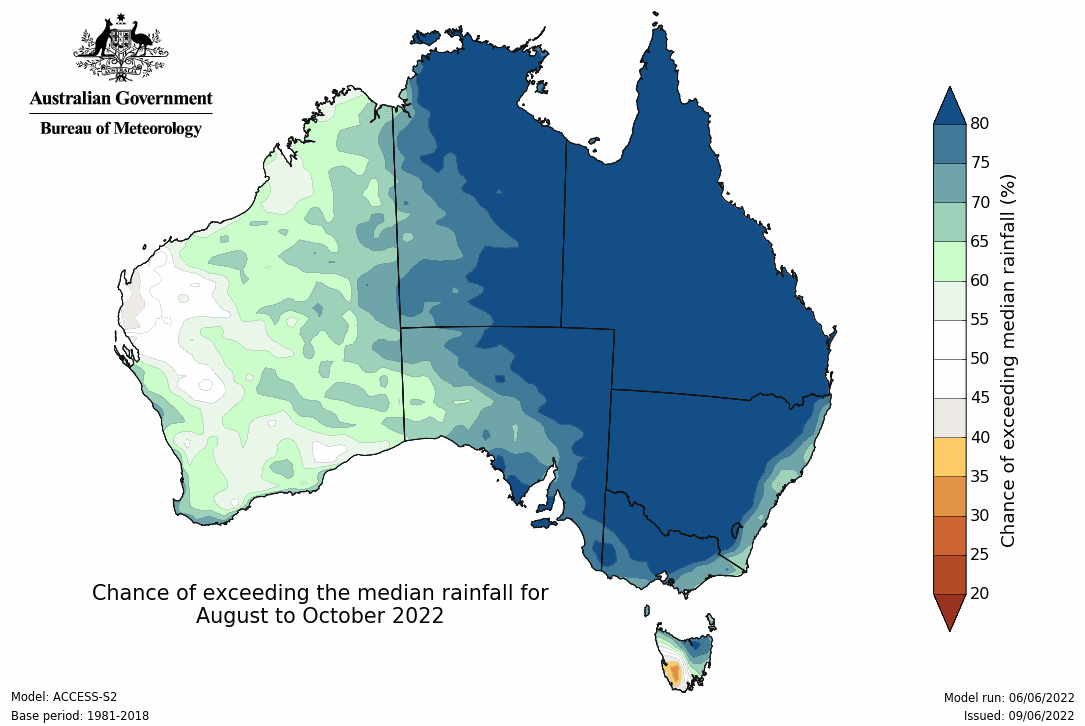 AUSTRALIA
Australian Government
Bureau of Meteorology
80
75
70
65
60
55
50
45
40
35
30
25
20
Chance of exceeding median rainfall (%)
Chance of exceeding the median rainfall for
August to October 2022
Model: ACCESS-S2
Base period: 1981-2018
Model run: 06/06/2022
Issued: 09/06/2022